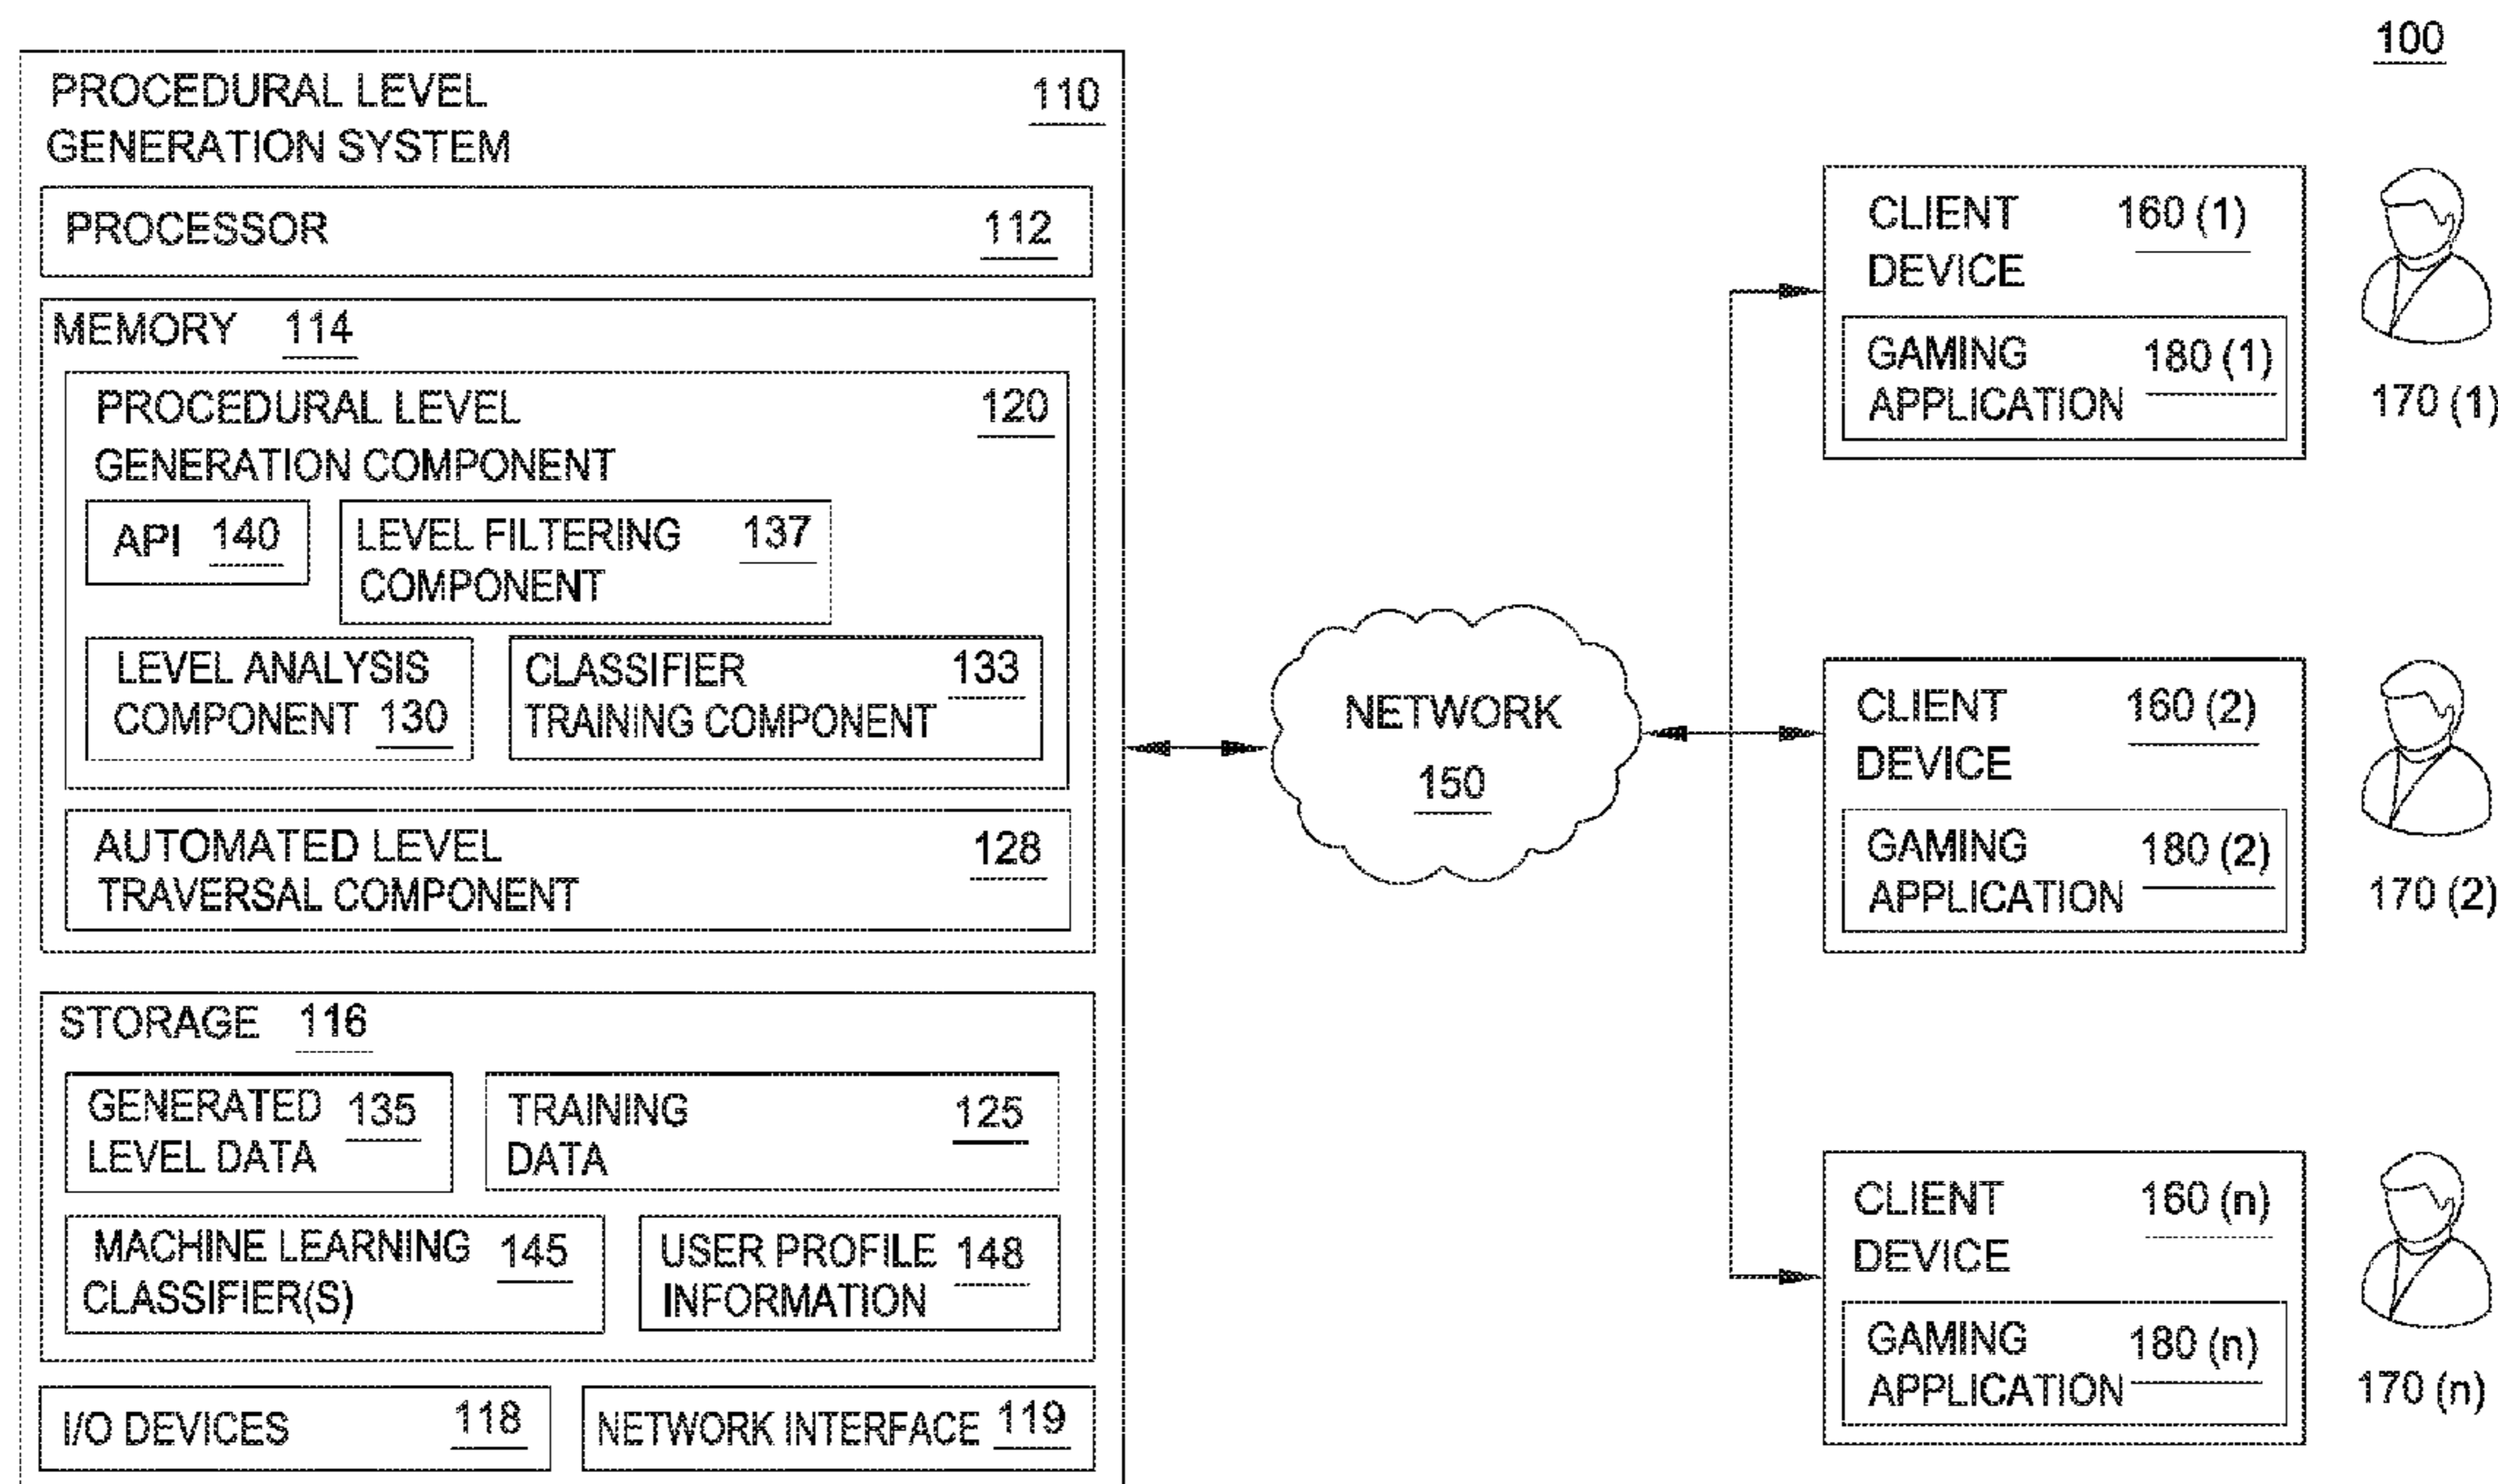 100
PROCEDURAL LEVEL 110
GENERATION SYSTEM
PROCESSOR 112
MEMORY 114
PROCEDURAL LEVEL 120
GENERATION COMPONENT
API 140
LEVEL FILTERING 137
COMPONENT
LEVEL ANALYSIS
COMPONENT 130
CLASSIFIER 133
TRAINING COMPONENT
AUTOMATED LEVEL 128
TRAVERSAL COMPONENT
STORAGE 116
GENERATED 135
LEVEL DATA
TRAINING 125
DATA
MACHINE LEARNING 145
CLASSIFIER(S)
USER PROFILE 148
INFORMATION
I/O DEVICES 118
NETWORK INTERFACE 119
NETWORK
150
CLIENT 160 (1)
DEVICE
GAMING 180 (1)
APPLICATION
170 (1)
CLIENT 160 (2)
DEVICE
GAMING 180 (2)
APPLICATION
170 (2)
CLIENT 160 (n)
DEVICE
GAMING 180 (n)
APPLICATION
170 (n)